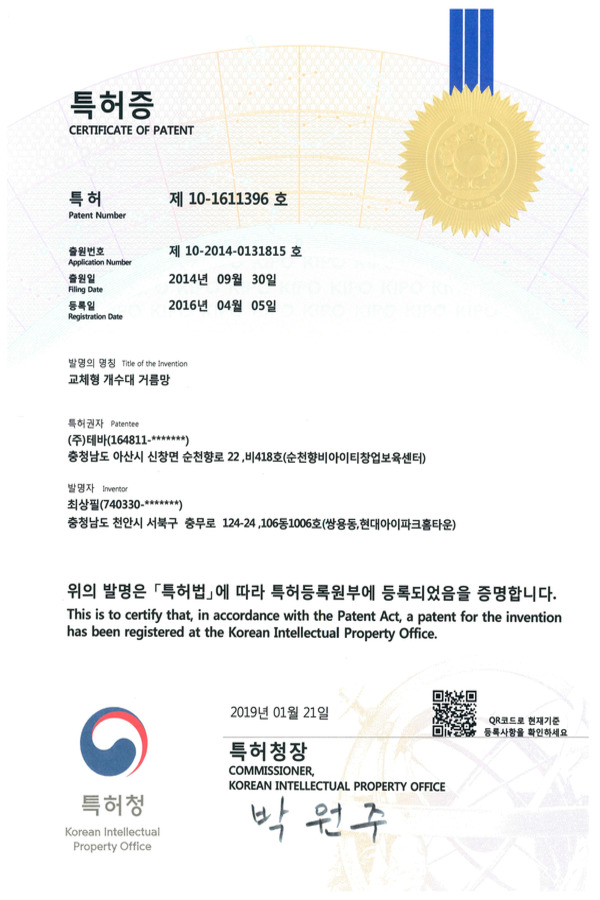 특허증
CERTIFICATE OF PATENT
특허 제 10-1611396 호
Patent Number
출원번호 제 10-2014-0131815 호
Application Number
출원일 2014년 09월 30일
Filing Date
등록일 2016년 04월 05일
Registration Date
발명의 명칭 Title of the Invention
교체형 개수대 거름망
특허권자 Patentee
(주)테바(164811-*******)
충청남도 아산시 신창면 순천향로 22 ,비418호(순천향비아이티창업보육센터)
발명자 Inventor
최상필(740330-*******)
충청남도 천안시 서북구 충무로 124-24 ,106동1006호(쌍용동,현대아이파크홈타운)
위의 발명은 「특허법」에 따라 특허등록원부에 등록되었음을 증명합니다.
This is to certify that, in accordance with the Patent Act, a patent for the invention
has been registered at the Korean Intellectual Property Office.
2019년 01월 21일
QR코드로 현재기준
등록사항을 확인하세요
특허청장
COMMISSIONER,
KOREAN INTELLECTUAL PROPERTY OFFICE
박원주
특허청
Korean Intellectual
Property Office